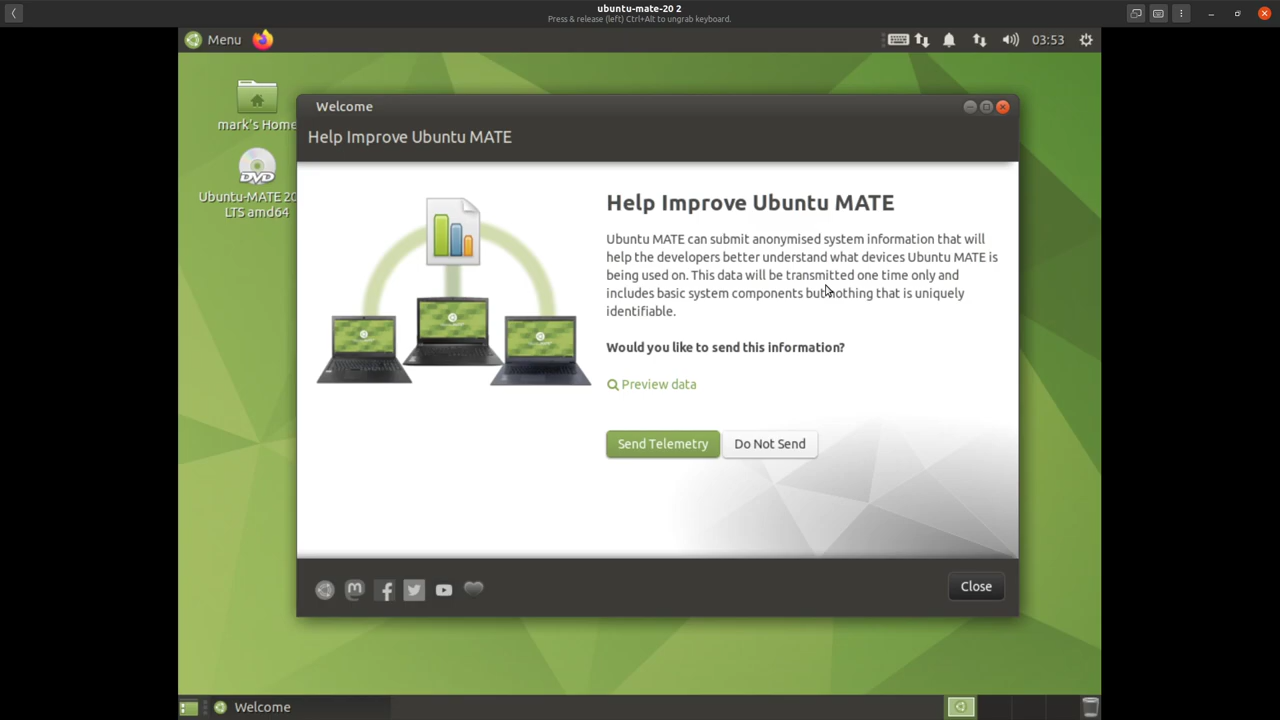 ubuntu-mate-20 2
Press & release (left) Ctrl+Alt to ungrab keyboard.
Menu
03:53
mark's Home
DVD
Ubuntu-MATE 20
LTS amd64
Welcome
Help Improve Ubuntu MATE
Help Improve Ubuntu MATE
Ubuntu MATE can submit anonymised system information that will
help the developers better understand what devices Ubuntu MATE is
being used on. This data will be transmitted one time only and
includes basic system components but nothing that is uniquely
identifiable.
Would you like to send this information?
Preview data
Send Telemetry
Do Not Send
Close
Welcome